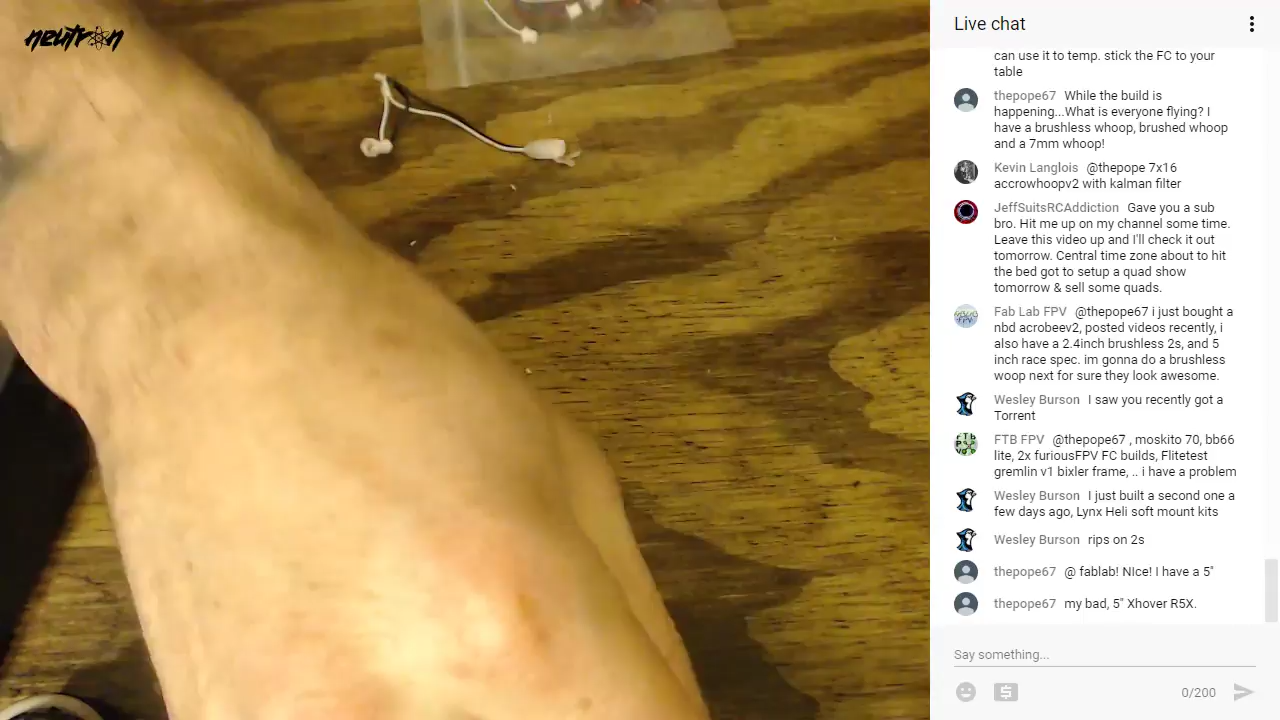 neutron
Live chat
can use it to temp. stick the FC to your
table
thepope67 While the build is
happening...What is everyone flying? I
have a brushless whoop, brushed whoop
and a 7mm whoop!
Kevin Langlois @thepope 7x16
accrowhoopv2 with kalman filter
JeffSuitsRCAddiction Gave you a sub
bro. Hit me up on my channel some time.
Leave this video up and I'll check it out
tomorrow. Central time zone about to hit
the bed got to setup a quad show
tomorrow & sell some quads.
Fab Lab FPV @thepope67 i just bought a
nbd acrobeev2, posted videos recently, i
also have a 2.4inch brushless 2s, and 5
inch race spec. im gonna do a brushless
woop next for sure they look awesome.
Wesley Burson I saw you recently got a
Torrent
FTB FPV @thepope67 , moskito 70, bb66
lite, 2x furiousFPV FC builds, Flitetest
gremlin v1 bixler frame, .. i have a problem
Wesley Burson I just built a second one a
few days ago, Lynx Heli soft mount kits
Wesley Burson rips on 2s
thepope67 @ fablab! NIce! I have a 5"
thepope67 my bad, 5" Xhover R5X.
Say something...
0/200